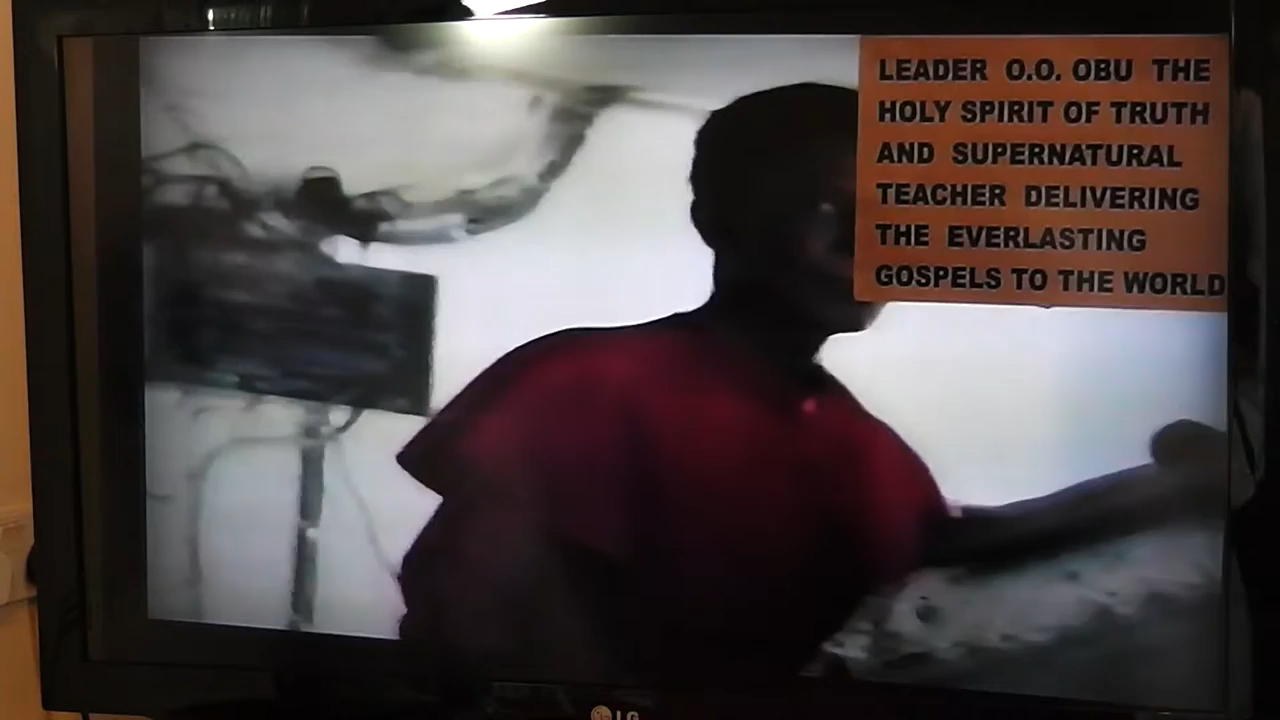 LEADER O.O. OBU THE
HOLY SPIRIT OF TRUTH
AND SUPERNATURAL
TEACHER DELIVERING
THE EVERLASTING
GOSPELS TO THE WORLD
LG